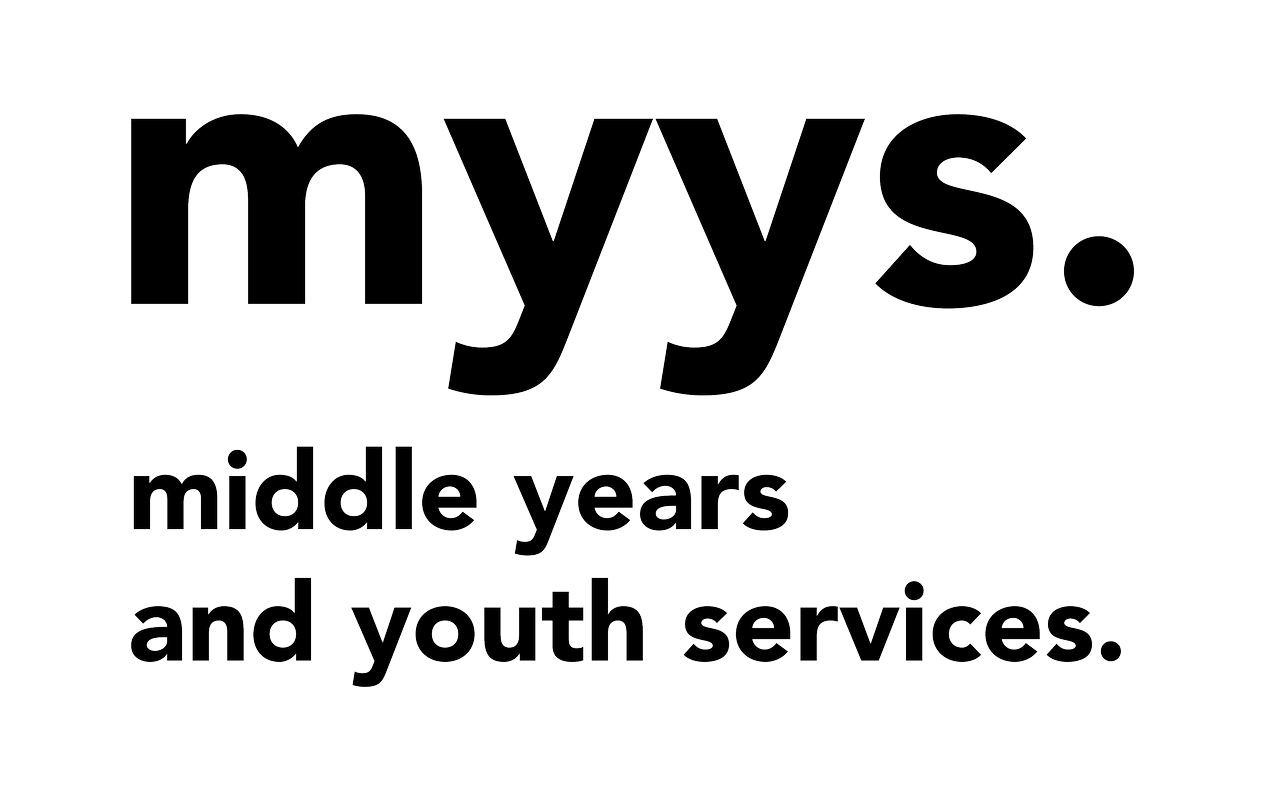 myys.
middle years
and youth services.